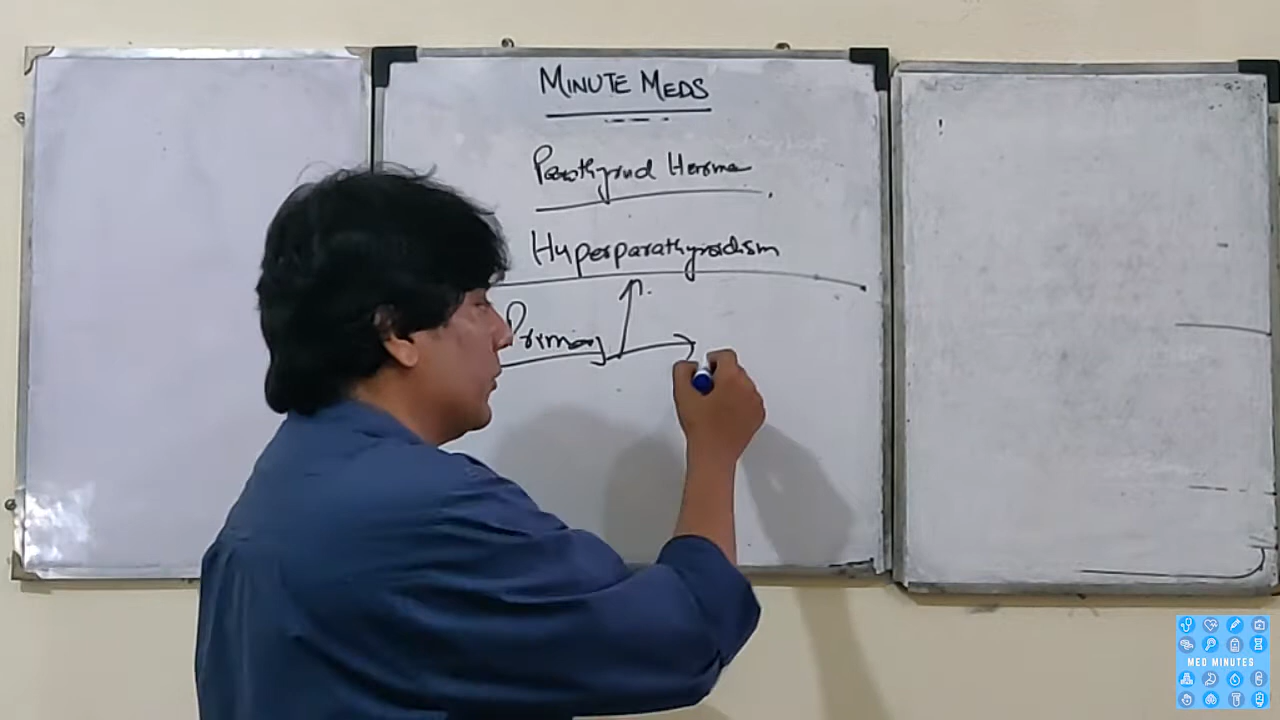 MINUTE MEDS
Parathyroid Hormone
Hyperparathyroidism
Primary
MED MINUTES